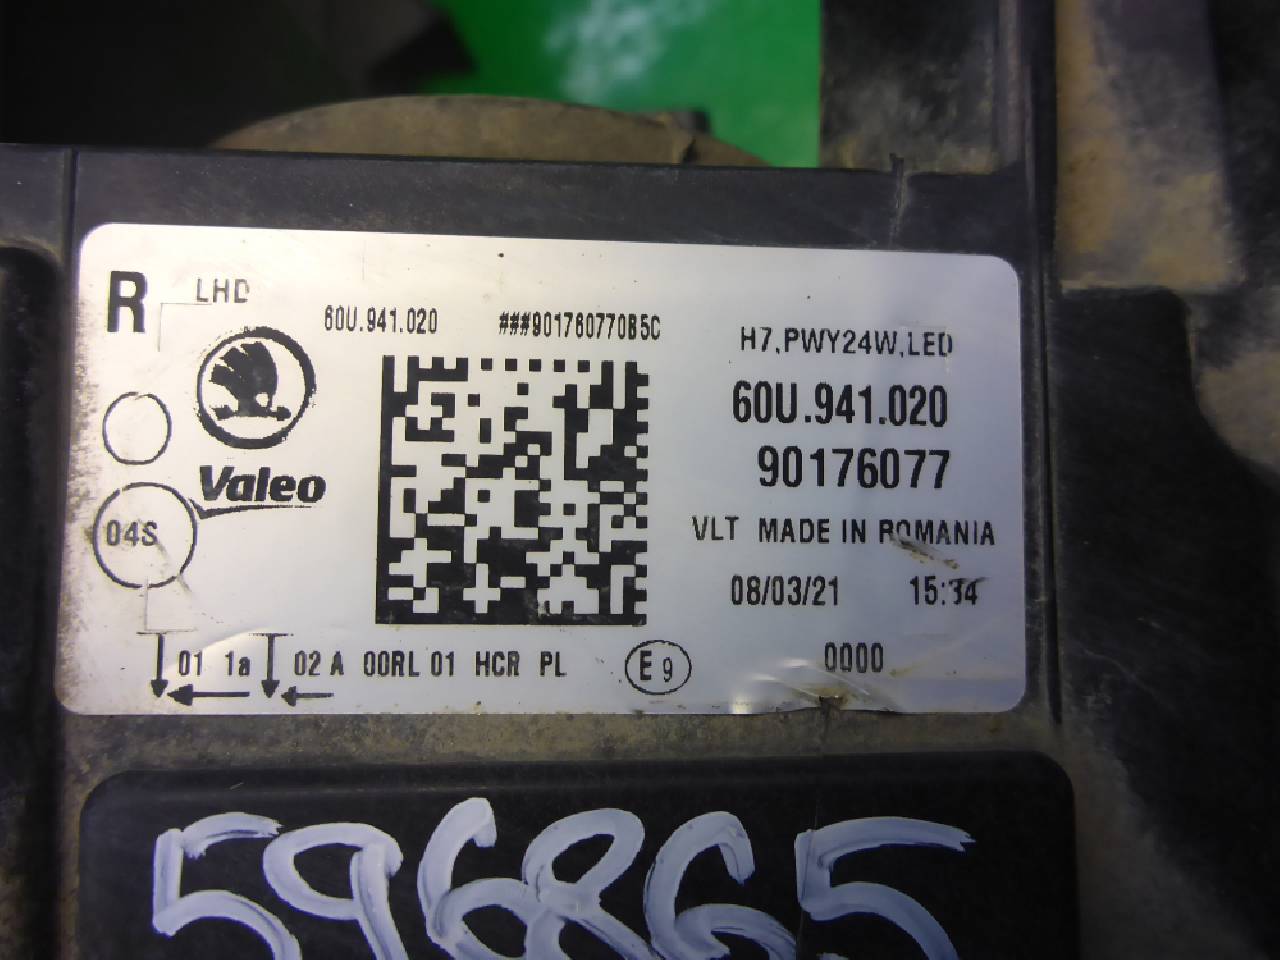 R LHD
60U.941.020 ###901760770B5C
H7,PWY24W,LED
60U.941.020
90176077
Valeo
04S
VLT MADE IN ROMANIA
08/03/21 15:34
01 1a 02 A 00RL 01 HCR PL E9
0000
596865